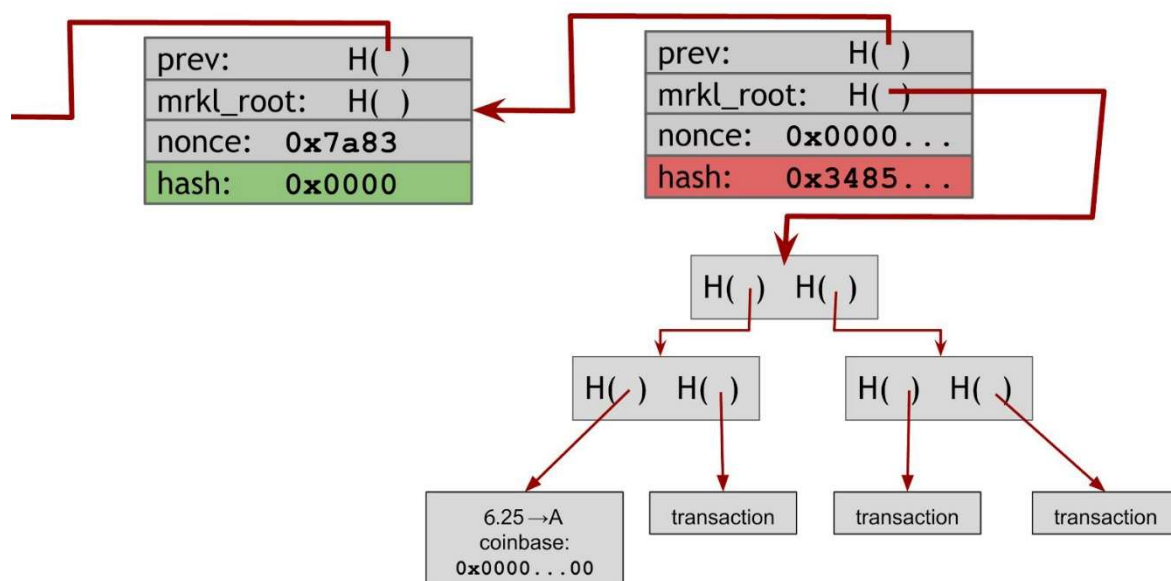 prev: H( )
mrkl_root: H( )
nonce: 0x7a83
hash: 0x0000
prev: H( )
mrkl_root: H( )
nonce: 0x0000...
hash: 0x3485...
H( ) H( )
H( ) H( )
H( ) H( )
6.25→A
coinbase:
0x0000...00
transaction
transaction
transaction